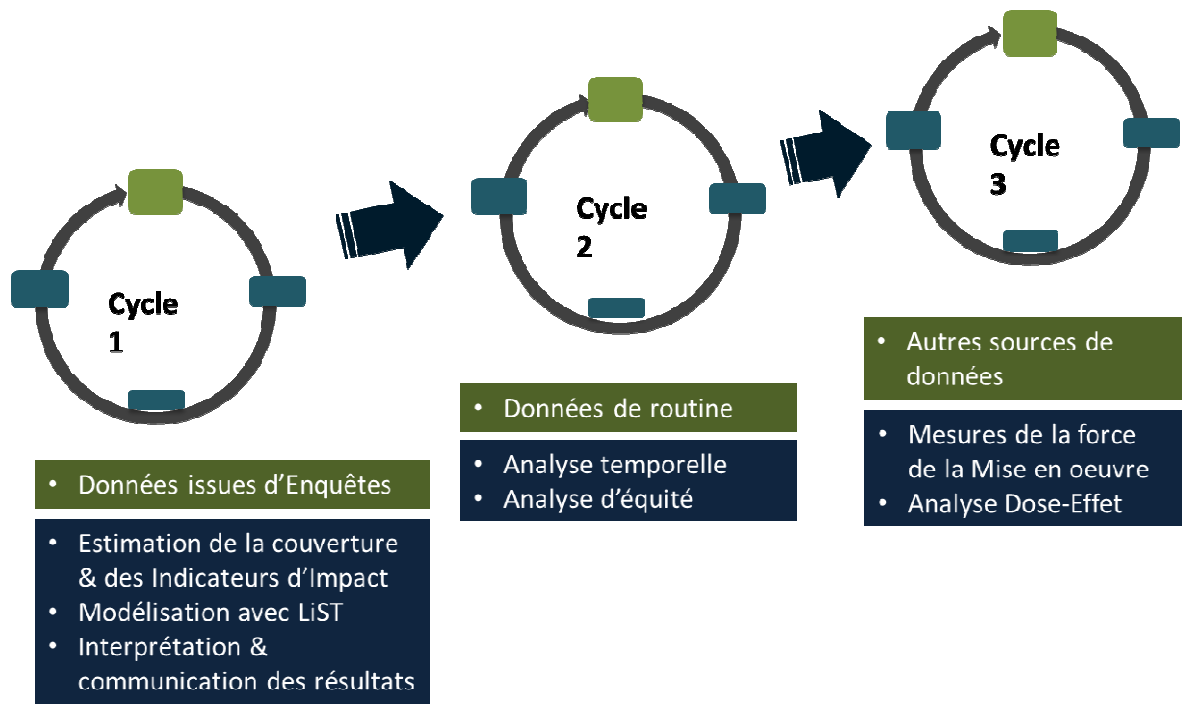 Cycle
1
• Données issues d’Enquêtes
• Estimation de la couverture
& des Indicateurs d’Impact
• Modélisation avec LiST
• Interprétation &
communication des résultats
Cycle
2
• Données de routine
• Analyse temporelle
• Analyse d’équité
Cycle
3
• Autres sources de
données
• Mesures de la force
de la Mise en oeuvre
• Analyse Dose-Effet